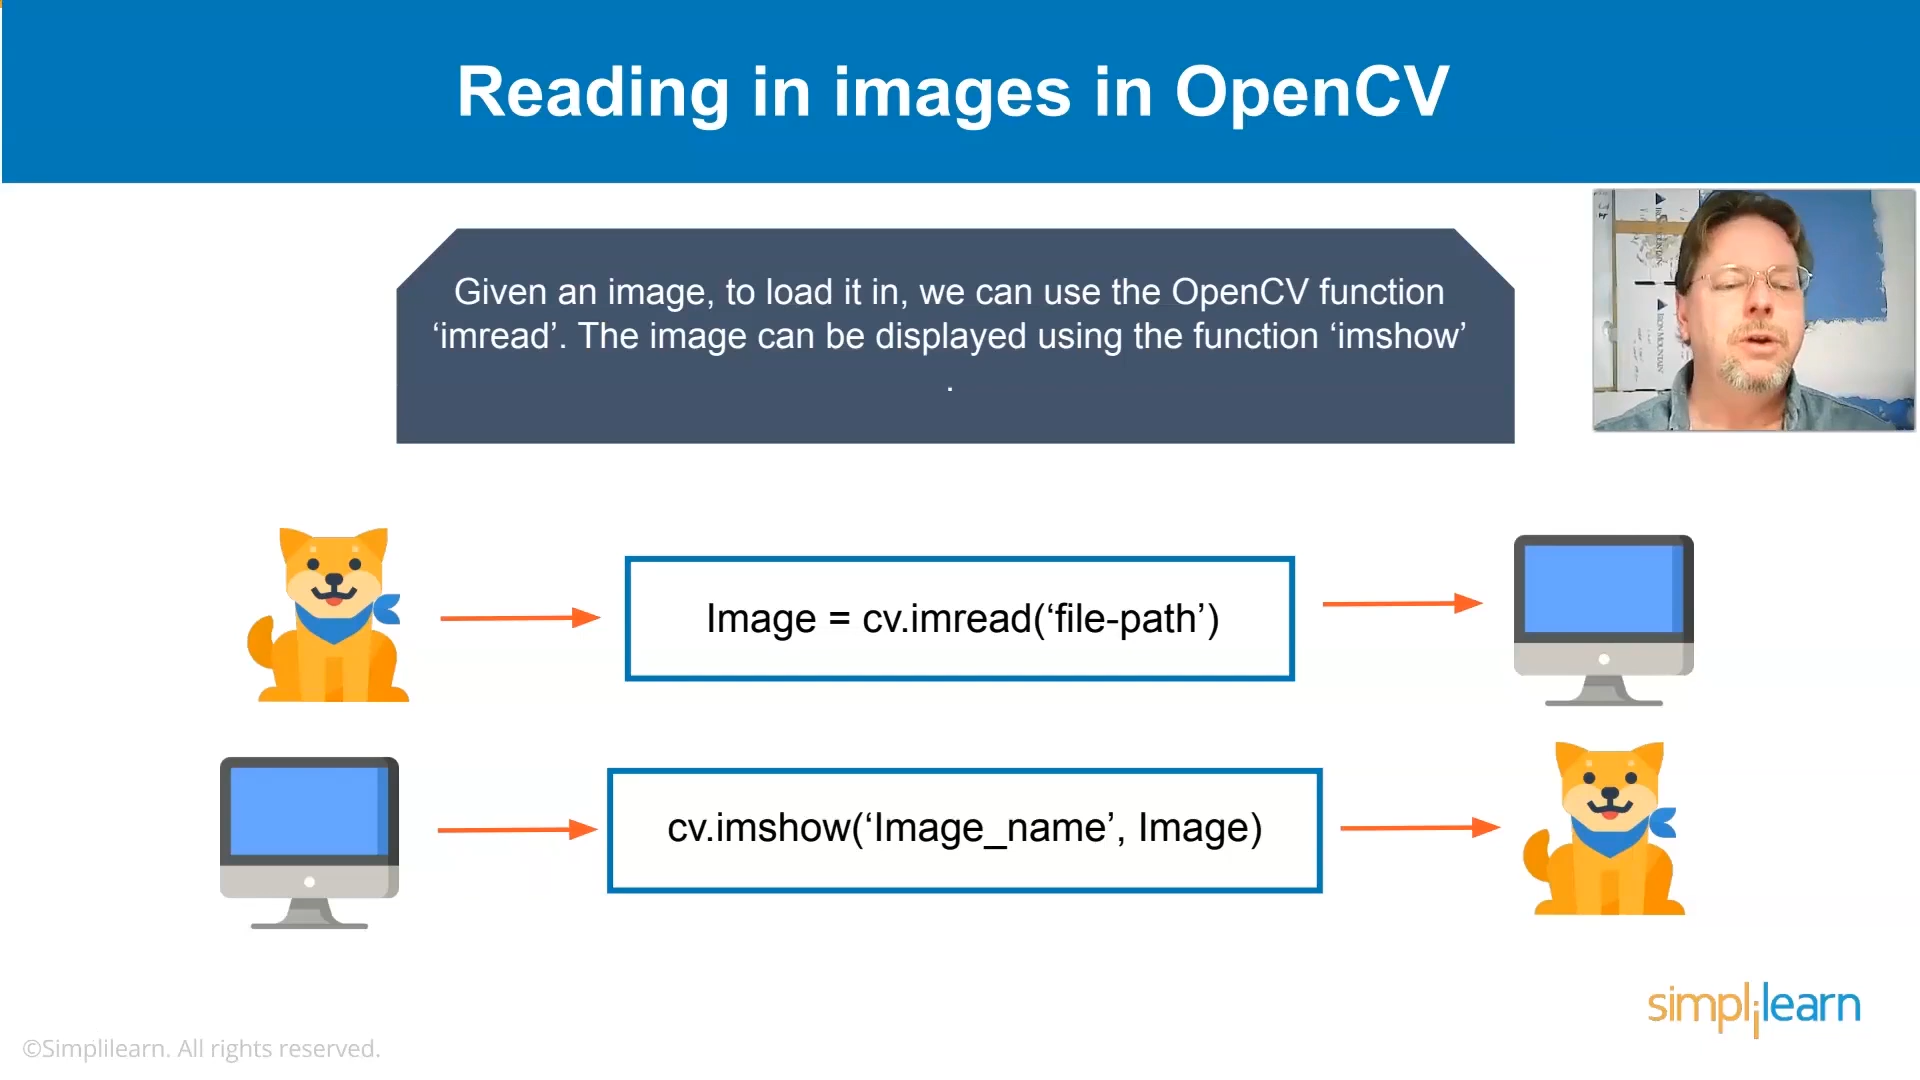 Reading in images in OpenCV
Given an image, to load it in, we can use the OpenCV function
‘imread’. The image can be displayed using the function ‘imshow’
.
Image = cv.imread(‘file-path’)
cv.imshow(‘Image_name’, Image)
simplilearn
©Simplilearn. All rights reserved.